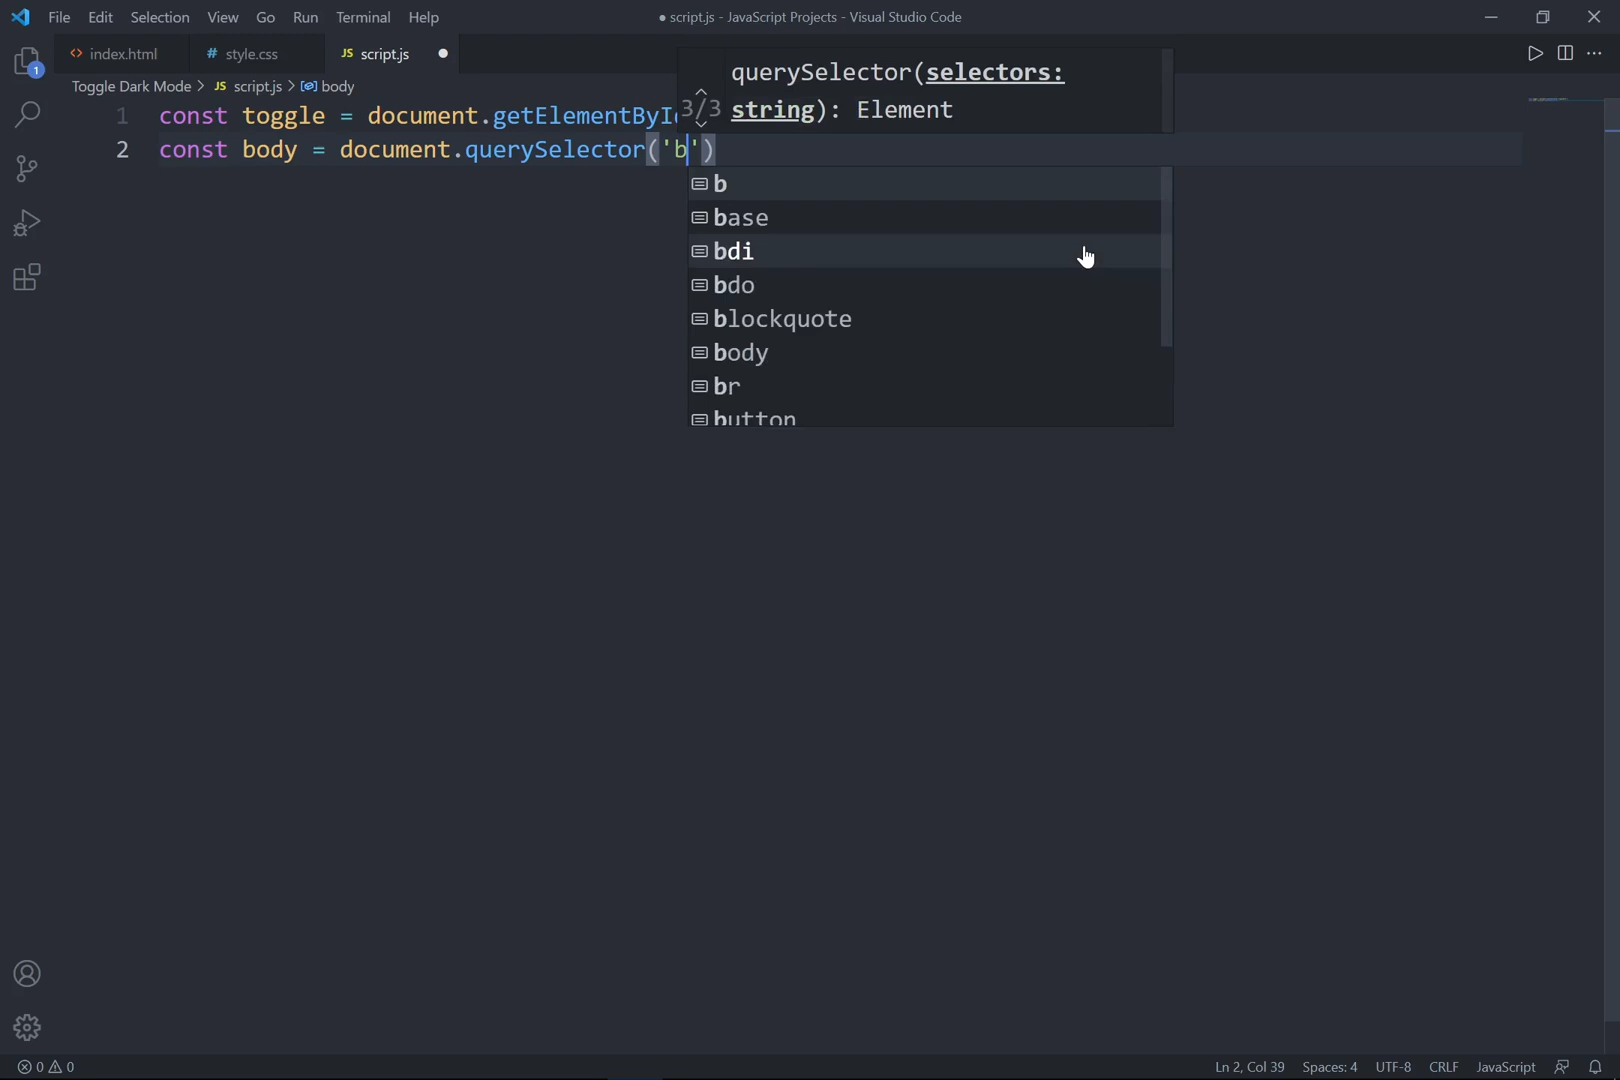 File Edit Selection View Go Run Terminal Help
● script.js - JavaScript Projects - Visual Studio Code
1
<> index.html # style.css JS script.js ●
Toggle Dark Mode > JS script.js > body
querySelector(selectors:
3/3 string): Element
1 const toggle = document.getElementById
2 const body = document.querySelector('b')
b
base
bdi
bdo
blockquote
body
br
button
0 0
Ln 2, Col 39 Spaces: 4 UTF-8 CRLF JavaScript